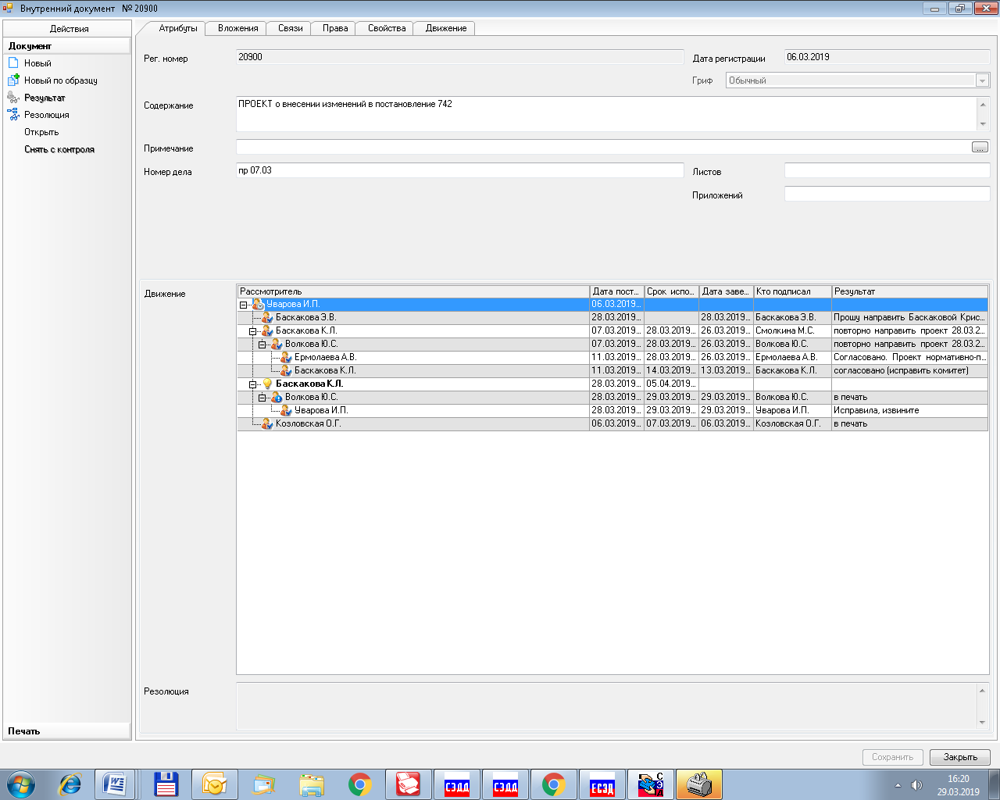 Внутренний документ № 20900
Действия
Документ
Новый
Новый по образцу
Результат
Резолюция
Открыть
Снять с контроля
Печать
Атрибуты Вложения Связи Права Свойства Движение
Рег. номер 20900 Дата регистрации 06.03.2019
Гриф Обычный
Содержание ПРОЕКТ о внесении изменений в постановление 742
Примечание ...
Номер дела пр 07.03 Листов
Приложений
Движение
Рассмотритель Дата пост... Срок испо... Дата заве... Кто подписал Результат
Уварова И.П. 06.03.2019...
Баскакова Э.В. 28.03.2019... 28.03.2019... Баскакова Э.В. Прошу направить Баскаковой Крис...
Баскакова К.Л. 07.03.2019... 28.03.2019... 26.03.2019... Смолкина М.С. повторно направить проект 28.03.2...
Волкова Ю.С. 07.03.2019... 28.03.2019... 26.03.2019... Волкова Ю.С. повторно направить проект 28.03.2...
Ермолаева А.В. 11.03.2019... 28.03.2019... 26.03.2019... Ермолаева А.В. Согласовано. Проект нормативно-п...
Баскакова К.Л. 11.03.2019... 14.03.2019... 13.03.2019... Баскакова К.Л. согласовано (исправить комитет)
Баскакова К.Л. 28.03.2019... 05.04.2019...
Волкова Ю.С. 28.03.2019... 29.03.2019... 29.03.2019... Волкова Ю.С. в печать
Уварова И.П. 28.03.2019... 29.03.2019... 29.03.2019... Уварова И.П. Исправила, извините
Козловская О.Г. 06.03.2019... 07.03.2019... 06.03.2019... Козловская О.Г. в печать
Резолюция
Сохранить Закрыть
СЭДД СЭДД ЕСЭД СЭД
16:20
29.03.2019